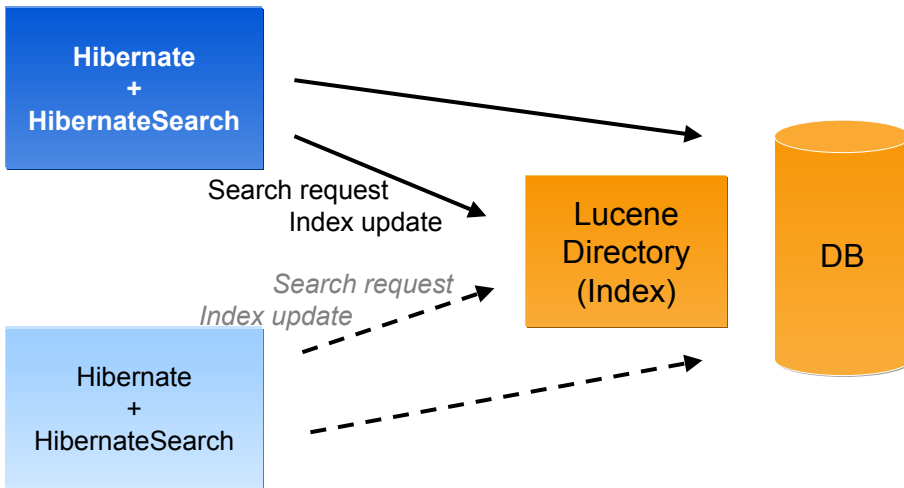 Hibernate
+
HibernateSearch
Search request
Index update
Lucene
Directory
(Index)
DB
Search request
Index update
Hibernate
+
HibernateSearch